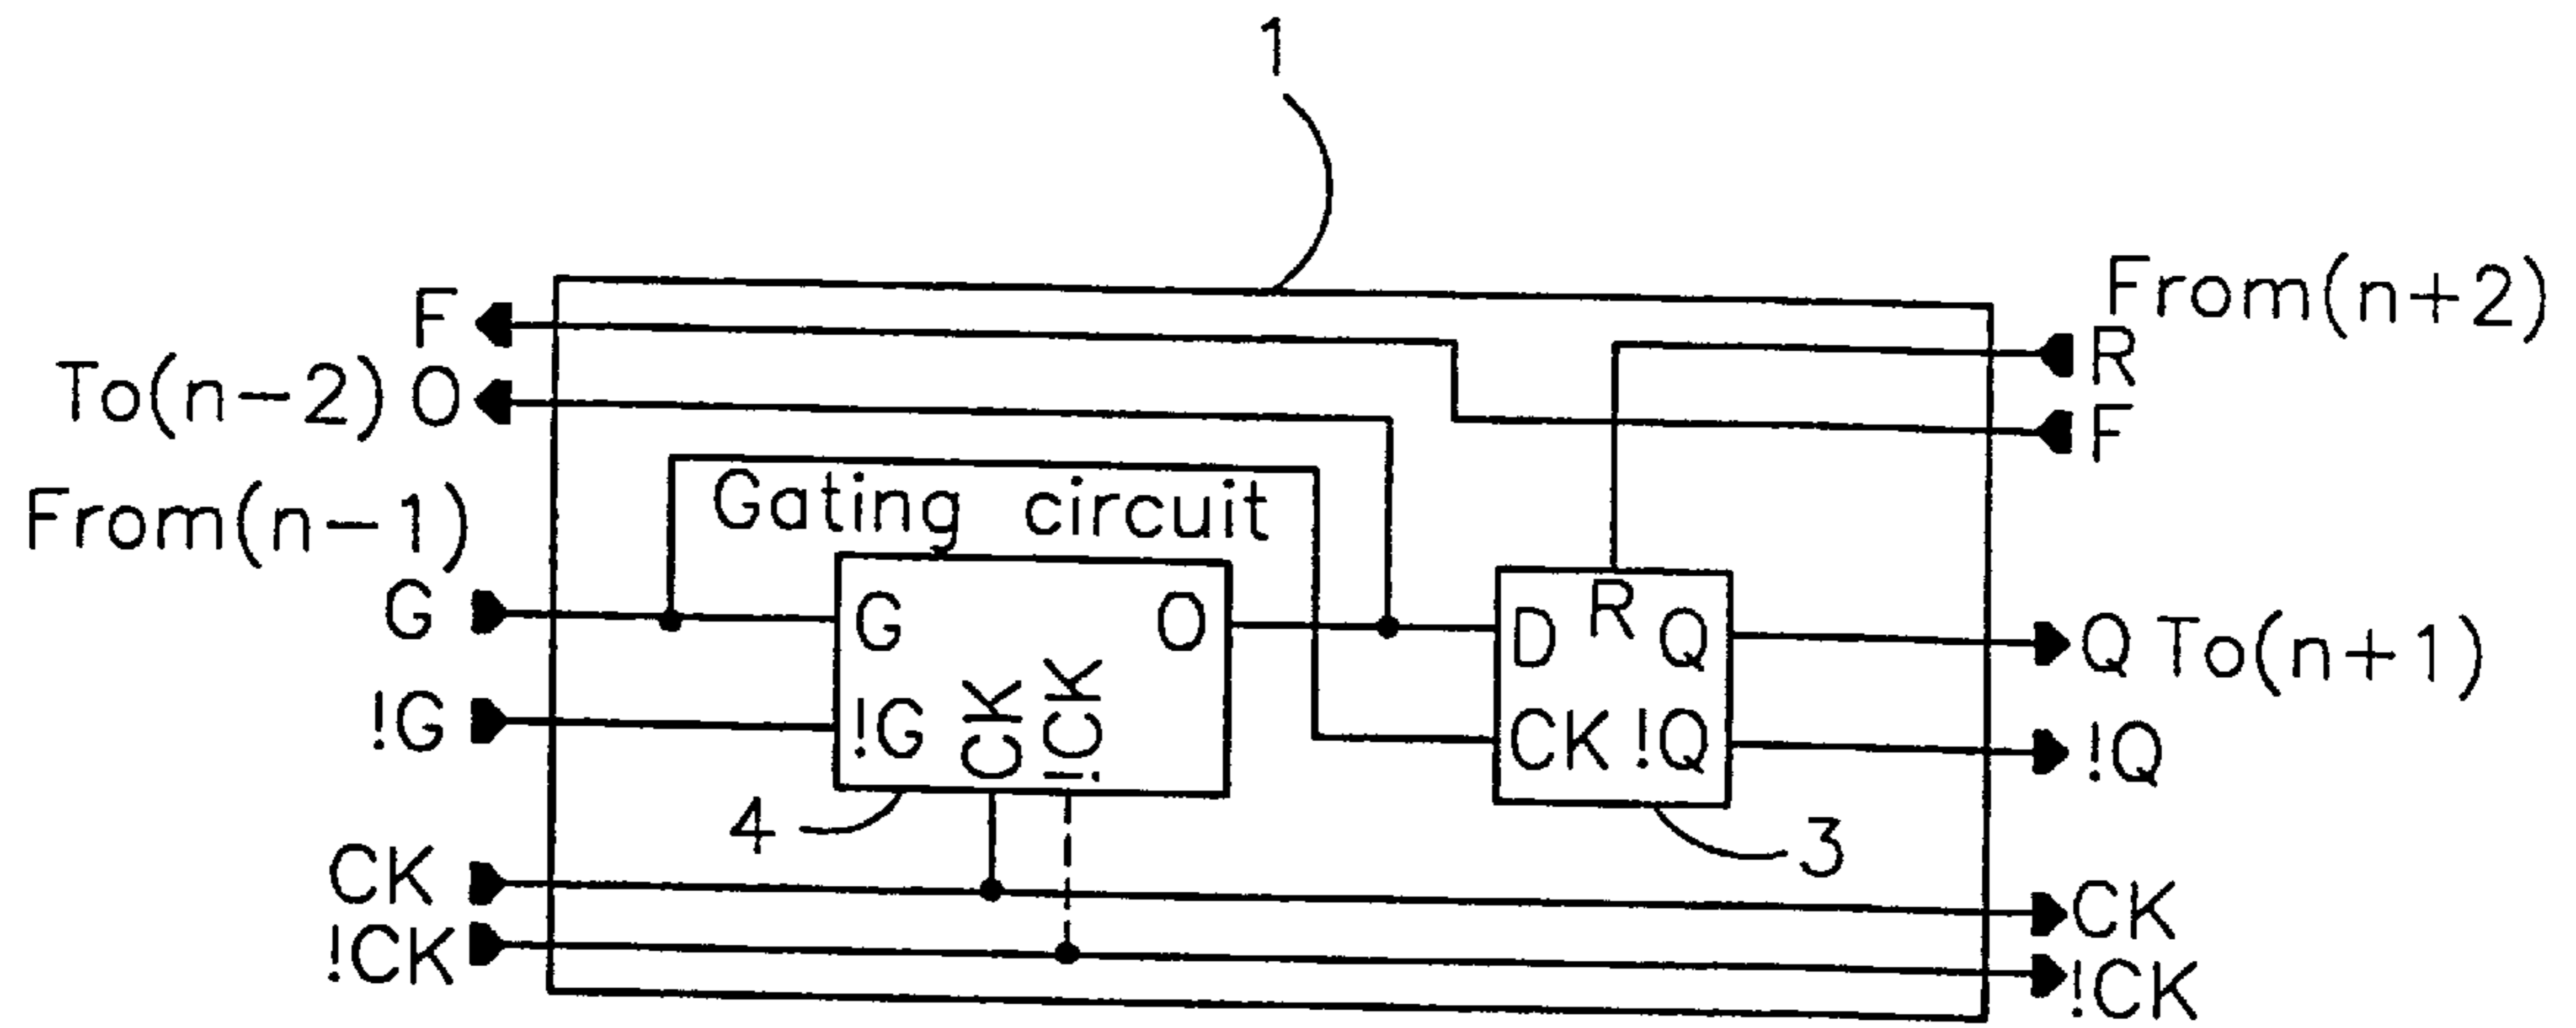 1
From(n+2)
F
R
To(n-2) O
F
From(n-1)
Gating circuit
G
G
O
D
R
Q
Q To(n+1)
!G
!G
CK
!CK
CK
!Q
!Q
4
3
CK
CK
!CK
!CK